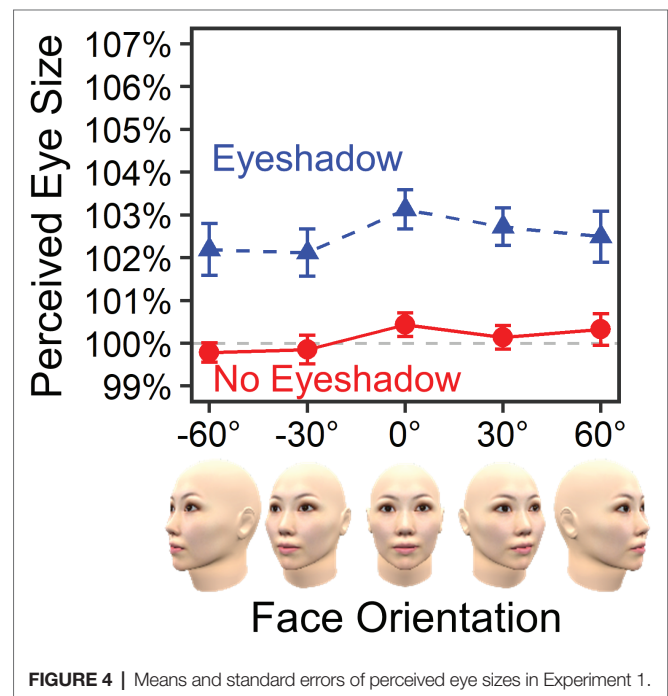 Perceived Eye Size
107%
106%
105%
104%
103%
102%
101%
100%
99%
Eyeshadow
No Eyeshadow
-60° -30° 0° 30° 60°
Face Orientation
FIGURE 4 | Means and standard errors of perceived eye sizes in Experiment 1.